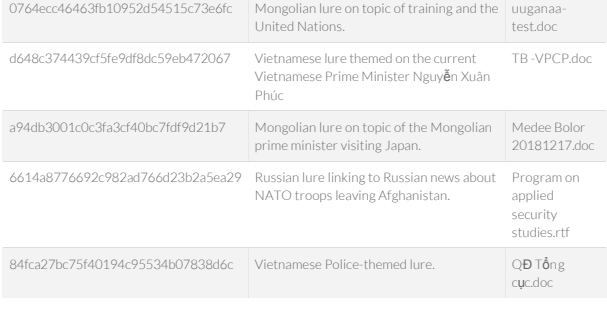 0764ecc46463fb10952d54515c73e6fc Mongolian lure on topic of training and the uuganaa-
United Nations. test.doc
d648c374439cf5fe9df8dc59eb472067 Vietnamese lure themed on the current TB -VPCP.doc
Vietnamese Prime Minister Nguyễn Xuân
Phúc
a94db3001c0c3fa3cf40bc7fdf9d21b7 Mongolian lure on topic of the Mongolian Medee Bolor
prime minister visiting Japan. 20181217.doc
6614a8776692c982ad766d23b2a5ea29 Russian lure linking to Russian news about Program on
NATO troops leaving Afghanistan. applied
security
studies.rtf
84fca27bc75f40194c95534b07838d6c Vietnamese Police-themed lure. QĐ Tổng
cục.doc